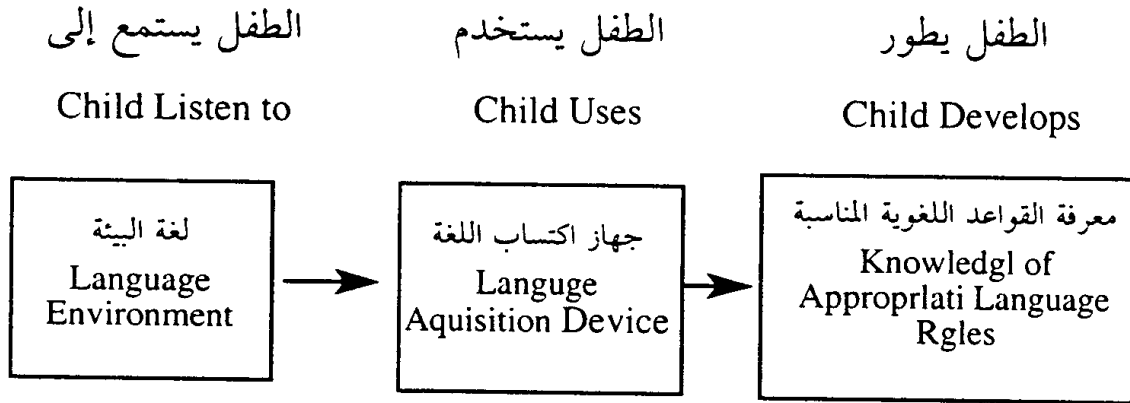 الطفل يستمع إلى
Child Listen to
لغة البيئة
Language
Environment
الطفل يستخدم
Child Uses
جهاز اكتساب اللغة
Languge
Aquisition Device
الطفل يطور
Child Develops
معرفة القواعد اللغوية المناسبة
Knowledgl of
Approprlati Language
Rgles